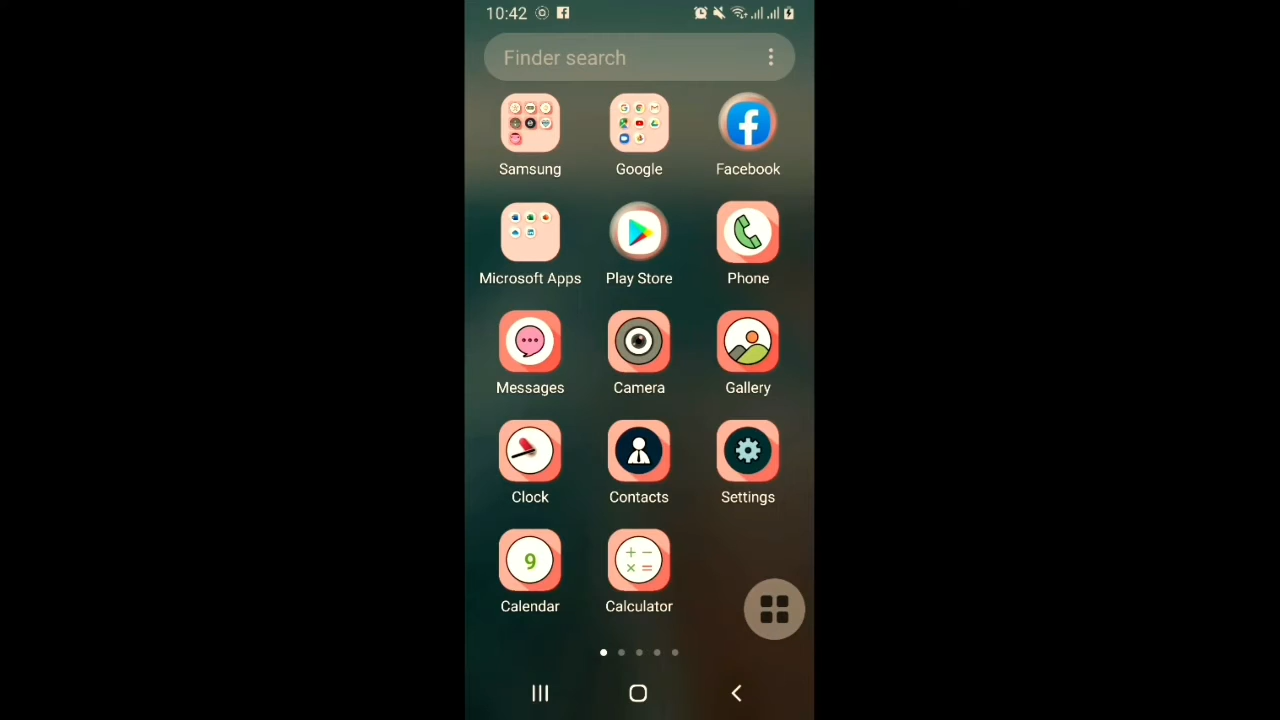 10:42
Finder search
Samsung Google Facebook
Microsoft Apps Play Store Phone
Messages Camera Gallery
Clock Contacts Settings
9
Calendar Calculator